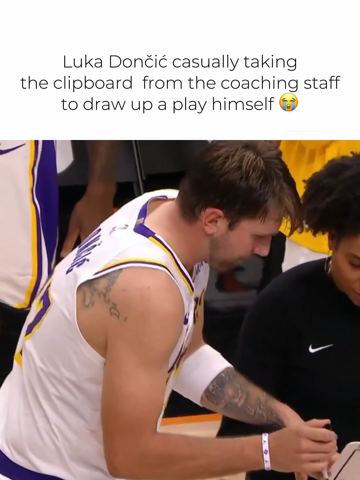 Luka Dončić casually taking
the clipboard from the coaching staff
to draw up a play himself 😭